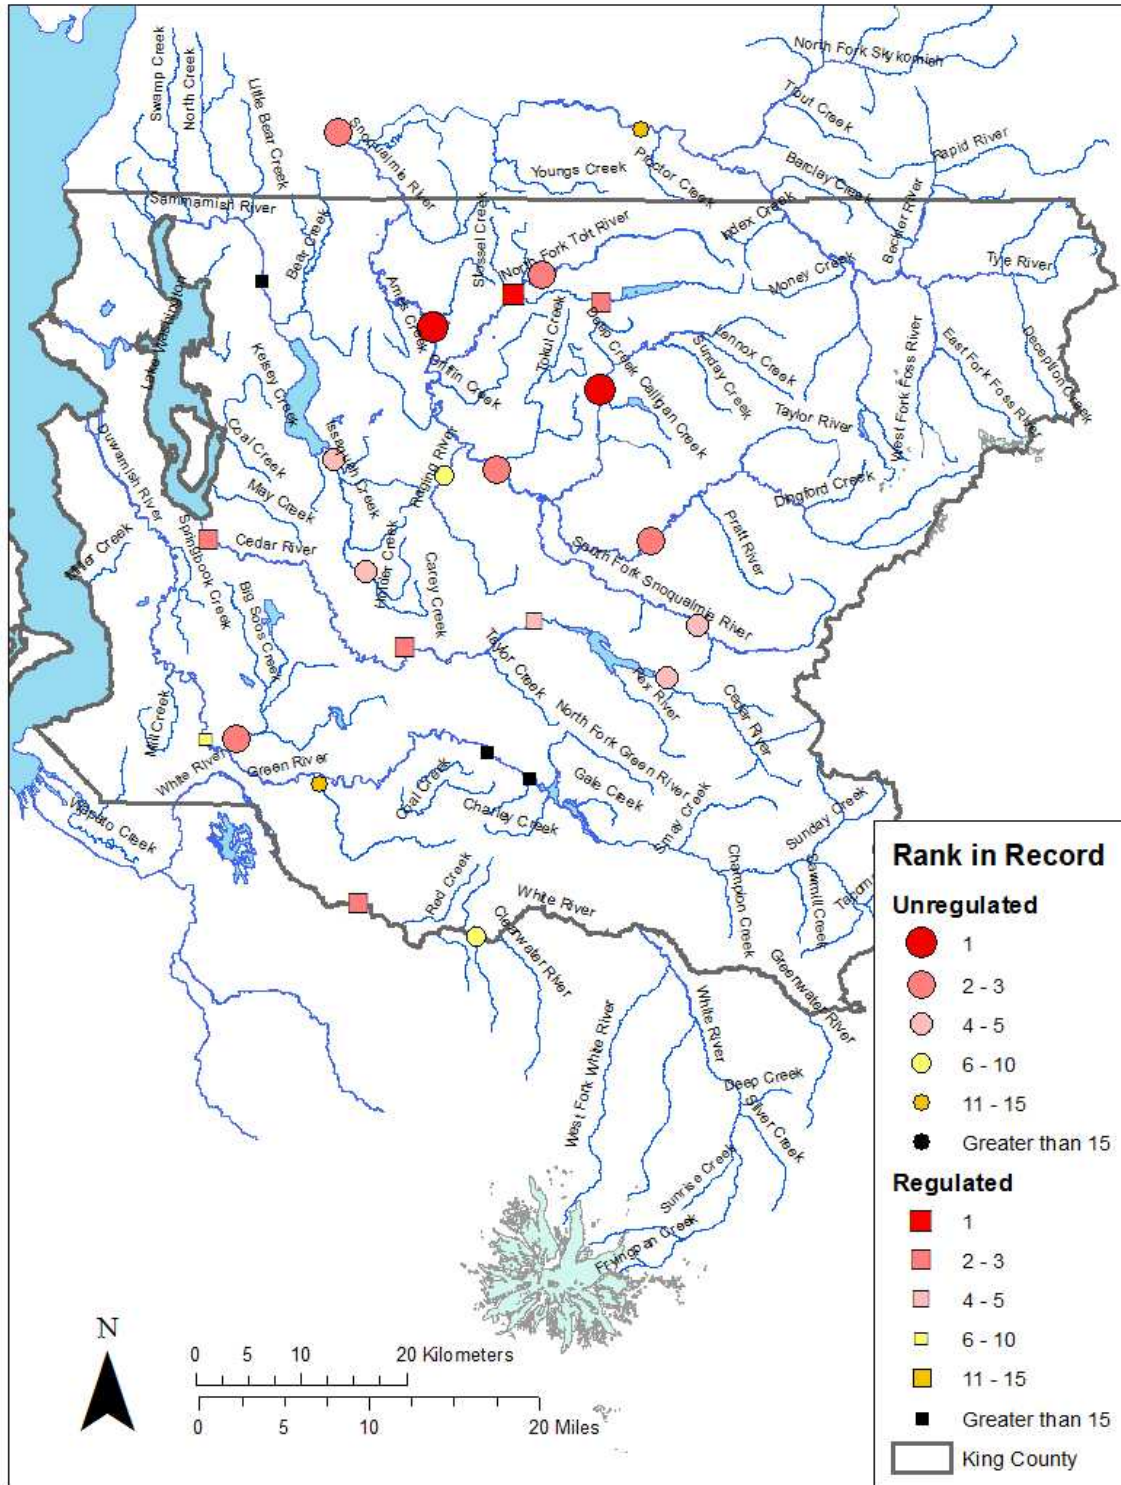 Swamp Creek
North Creek
Little Bear Creek
North Fork Skykomish
Trout Creek
Rapid River
Snoqualmie River
Youngs Creek
Proctor Creek
Barclay Creek
Sammamish River
Bear Creek
Stossel Creek
North Fork Tolt River
Index Creek
Beckler River
Tye River
Money Creek
Lake Washington
Ames Creek
Tokul Creek
Deep Creek
Lennox Creek
Sunday Creek
Kelsey Creek
Griffin Creek
Calligan Creek
West Fork Foss River
East Fork Foss River
Deception Creek
Taylor River
Coal Creek
Issaquah Creek
Raging River
Duwamish River
May Creek
Dingford Creek
Pratt River
Miller Creek
Springbrook Creek
Cedar River
Holder Creek
Carey Creek
South Fork Snoqualmie River
Big Soos Creek
Taylor Creek
Rex River
Cedar River
Mill Creek
North Fork Green River
White River
Green River
Coal Creek
Gale Creek
Smay Creek
Charley Creek
Sunday Creek
Wapato Creek
Champion Creek
Sawmill Creek
Red Creek
White River
Clearwater River
Greenwater River
West Fork White River
White River
Deep Creek
Silver Creek
Sunrise Creek
Fryingpan Creek
Rank in Record
Unregulated
1
2 - 3
4 - 5
6 - 10
11 - 15
Greater than 15
Regulated
1
2 - 3
4 - 5
6 - 10
11 - 15
Greater than 15
King County
N
0 5 10 20 Kilometers
0 5 10 20 Miles